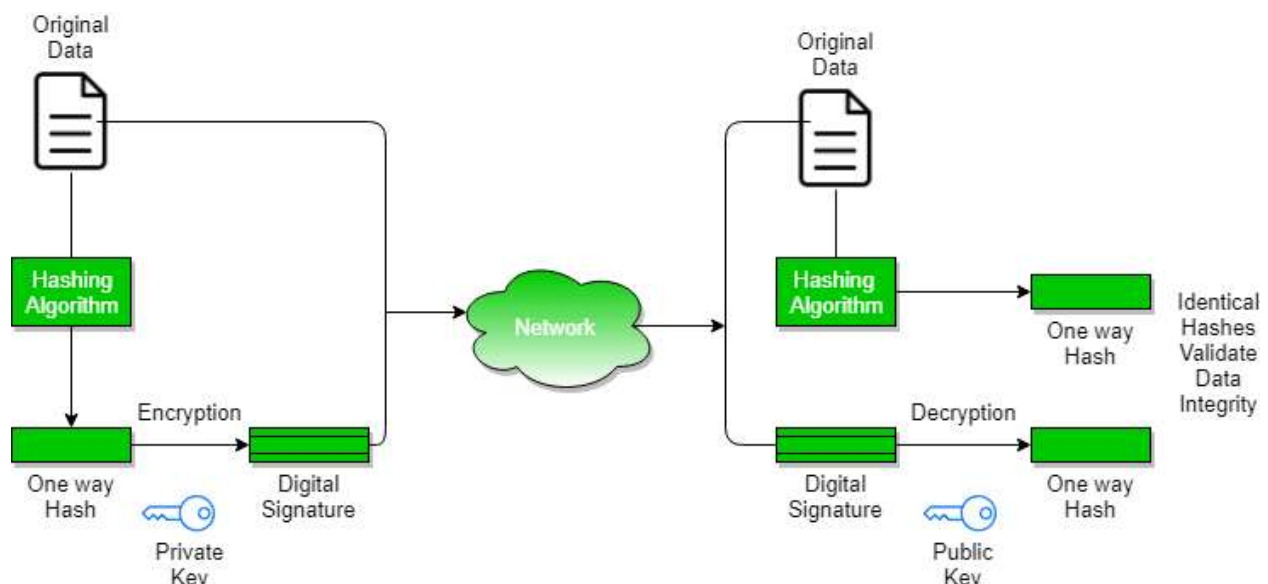 Original
Data
Hashing
Algorithm
Encryption
One way
Hash
Digital
Signature
Private
Key
Network
Original
Data
Hashing
Algorithm
One way
Hash
Identical
Hashes
Validate
Data
Integrity
Decryption
Digital
Signature
One way
Hash
Public
Key